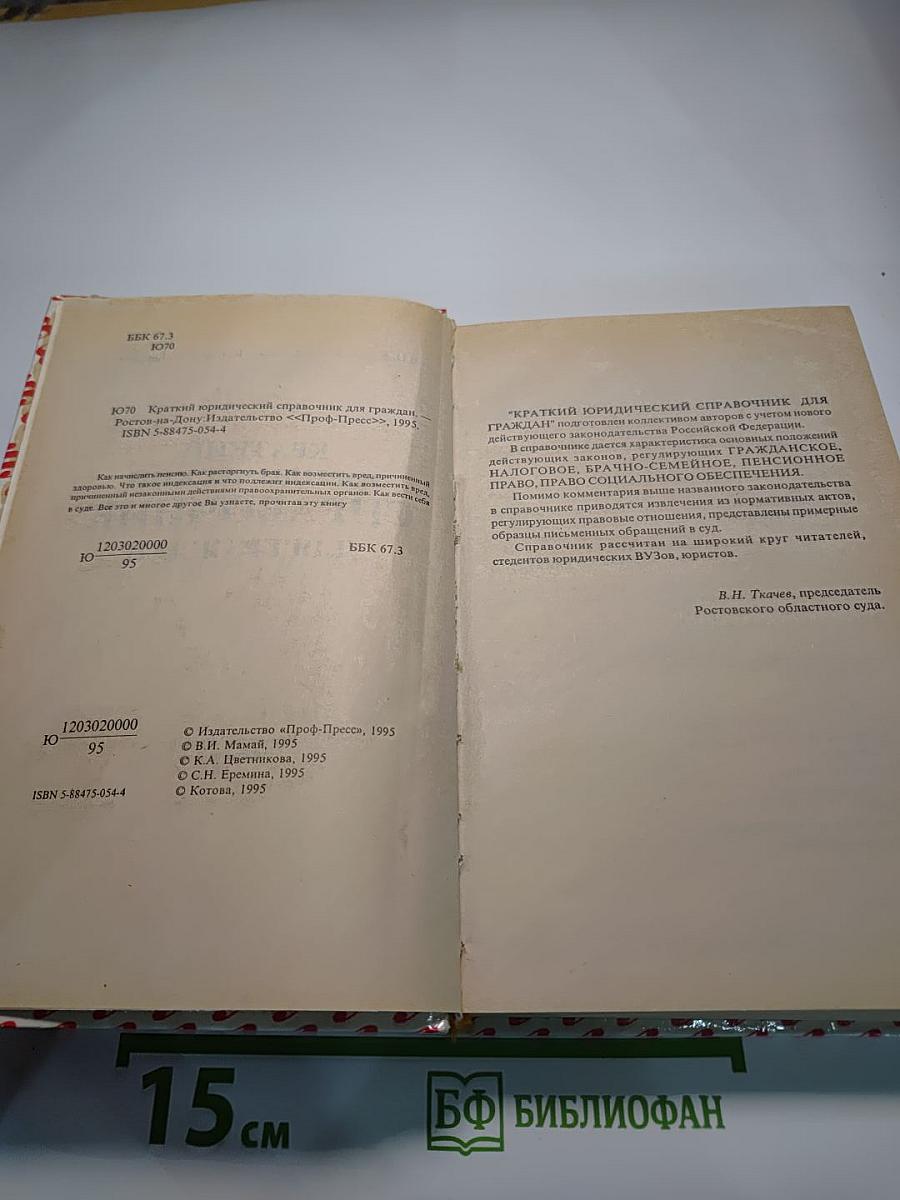 ББК 67.3
Ю70
Ю70 Краткий юридический справочник для граждан. —
Ростов-на-Дону:Издательство <<Проф-Пресс>>, 1995.
ISBN 5-88475-054-4
Как начислить пенсию. Как расторгнуть брак. Как возместить вред, причиненный
здоровью. Что такое индексация и что подлежит индексации. Как возместить вред,
причиненный незаконными действиями правоохранительных органов. Как вести себя
в суде. Все это и многое другое Вы узнаете, прочитав эту книгу
Ю 1203020000
95
ББК 67.3
Ю 1203020000
95
ISBN 5-88475-054-4
© Издательство «Проф-Пресс», 1995
© В.И. Мамай, 1995
© К.А. Цветникова, 1995
© С.Н. Еремина, 1995
© Котова, 1995
"КРАТКИЙ ЮРИДИЧЕСКИЙ СПРАВОЧНИК ДЛЯ
ГРАЖДАН" подготовлен коллективом авторов с учетом нового
действующего законодательства Российской Федерации.
В справочнике дается характеристика основных положений
действующих законов, регулирующих ГРАЖДАНСКОЕ,
НАЛОГОВОЕ, БРАЧНО-СЕМЕЙНОЕ, ПЕНСИОННОЕ
ПРАВО, ПРАВО СОЦИАЛЬНОГО ОБЕСПЕЧЕНИЯ.
Помимо комментария выше названного законодательства
в справочнике приводятся извлечения из нормативных актов,
регулирующих правовые отношения, представлены примерные
образцы письменных обращений в суд.
Справочник рассчитан на широкий круг читателей,
стедентов юридических ВУЗов, юристов.
В.Н. Ткачев, председатель
Ростовского областного суда.
15 см
БФ БИБЛИОФАН